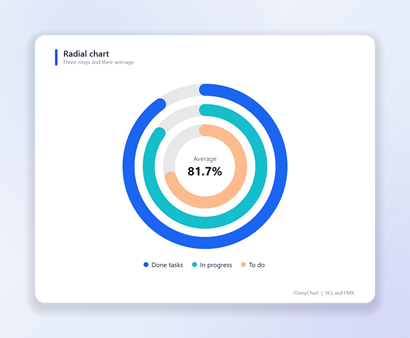 Radial chart
Three rings and their average
Average
81.7%
Done tasks
In progress
To do
TDaxyChart | VCL and FMX